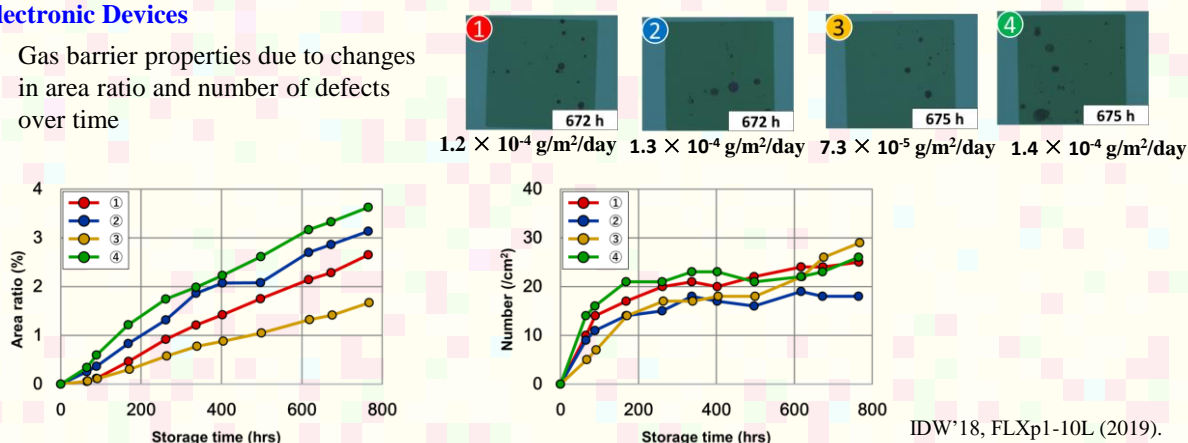 lectronic Devices
Gas barrier properties due to changes
in area ratio and number of defects
over time
1
672 h
1.2 × 10⁻⁴ g/m²/day
2
672 h
1.3 × 10⁻⁴ g/m²/day
3
675 h
7.3 × 10⁻⁵ g/m²/day
4
675 h
1.4 × 10⁻⁴ g/m²/day
Area ratio (%)
4
3
2
1
0
①
②
③
④
0 200 400 600 800
Storage time (hrs)
Number (/cm²)
40
30
20
10
0
①
②
③
④
0 200 400 600 800
Storage time (hrs)
IDW'18, FLXp1-10L (2019).